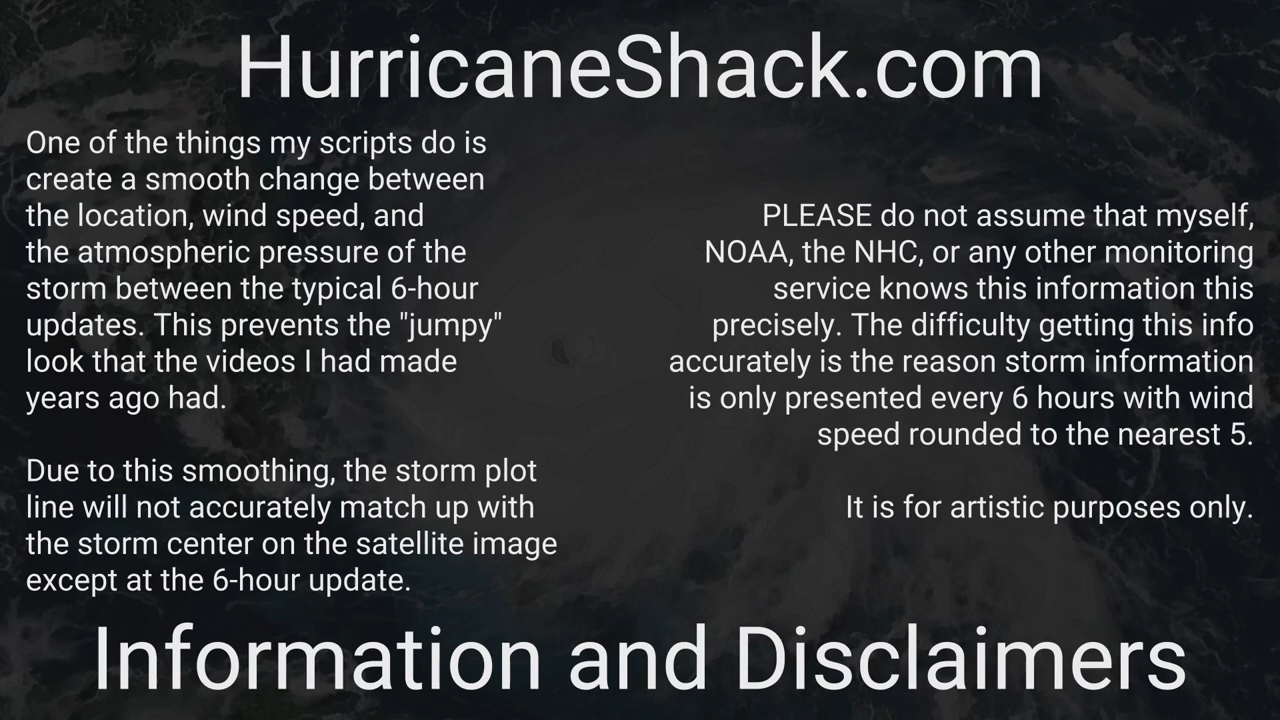 HurricaneShack.com
One of the things my scripts do is
create a smooth change between
the location, wind speed, and
the atmospheric pressure of the
storm between the typical 6-hour
updates. This prevents the "jumpy"
look that the videos I had made
years ago had.
Due to this smoothing, the storm plot
line will not accurately match up with
the storm center on the satellite image
except at the 6-hour update.
PLEASE do not assume that myself,
NOAA, the NHC, or any other monitoring
service knows this information this
precisely. The difficulty getting this info
accurately is the reason storm information
is only presented every 6 hours with wind
speed rounded to the nearest 5.
It is for artistic purposes only.
Information and Disclaimers